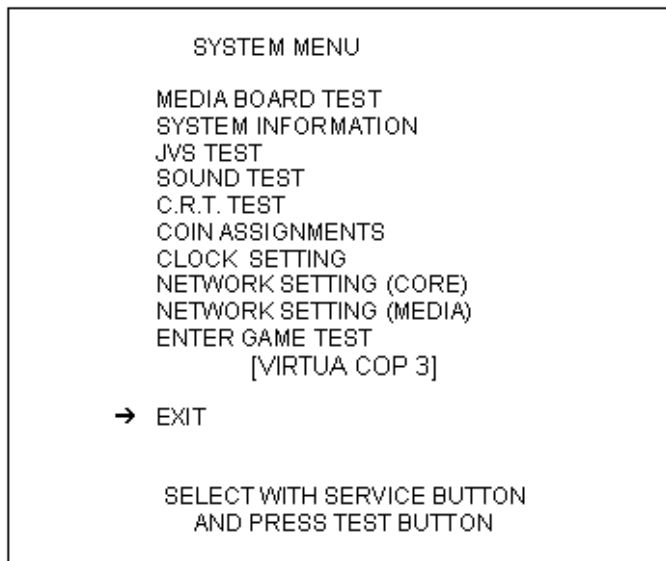 SYSTEM MENU
MEDIA BOARD TEST
SYSTEM INFORMATION
JVS TEST
SOUND TEST
C.R.T. TEST
COIN ASSIGNMENTS
CLOCK SETTING
NETWORK SETTING (CORE)
NETWORK SETTING (MEDIA)
ENTER GAME TEST
[VIRTUA COP 3]
→ EXIT
SELECT WITH SERVICE BUTTON
AND PRESS TEST BUTTON